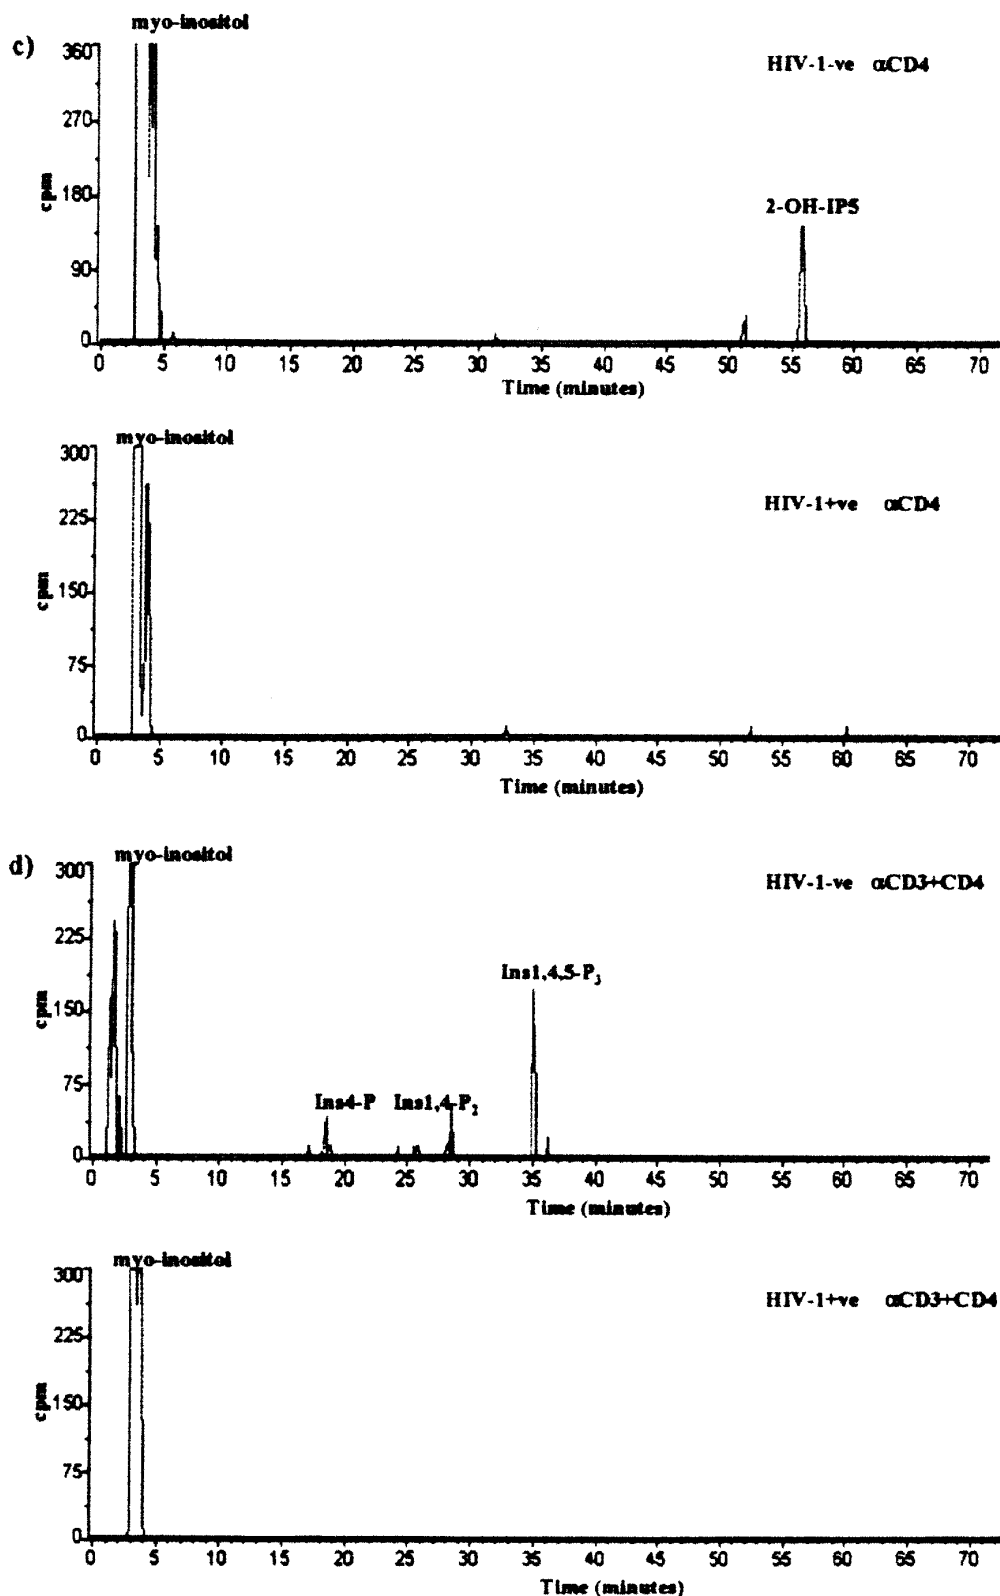 myo-inositol
c)
360
HIV-1-ve αCD4
270
cpm
180
2-OH-IP5
90
0
0 5 10 15 20 25 30 35 40 45 50 55 60 65 70
Time (minutes)
myo-inositol
300
HIV-1+ve αCD4
225
cpm
150
75
0
0 5 10 15 20 25 30 35 40 45 50 55 60 65 70
Time (minutes)
d)
myo-inositol
300
HIV-1-ve αCD3+CD4
225
Ins1,4,5-P₃
cpm
150
75
Ins4-P Ins1,4-P₂
0
0 5 10 15 20 25 30 35 40 45 50 55 60 65 70
Time (minutes)
myo-inositol
300
HIV-1+ve αCD3+CD4
225
cpm
150
75
0
0 5 10 15 20 25 30 35 40 45 50 55 60 65 70
Time (minutes)